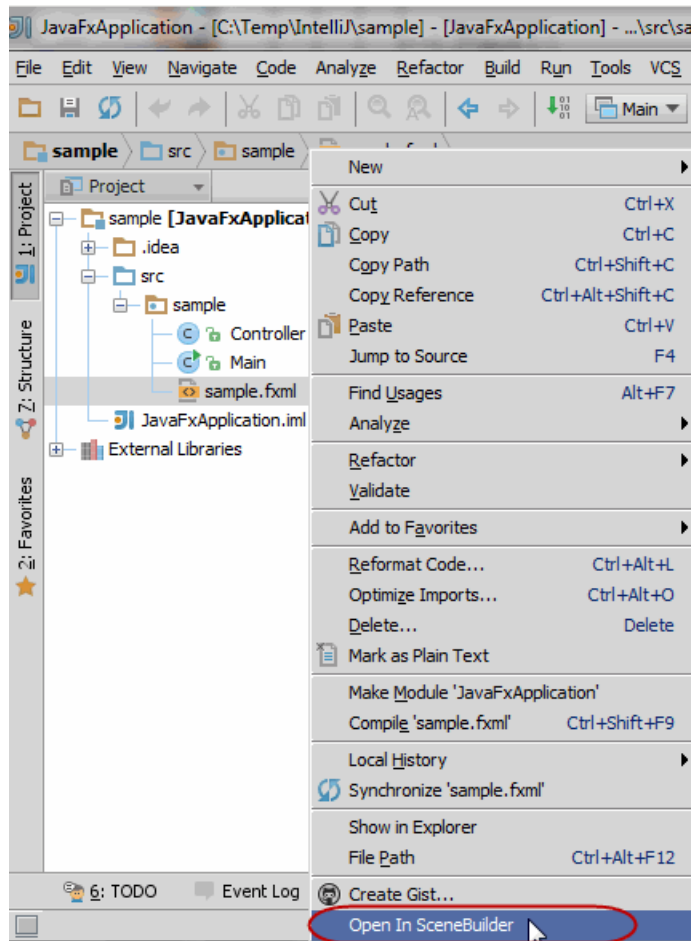 JavaFxApplication - [C:\Temp\IntelliJ\sample] - [JavaFxApplication] - ...\src\sa
File Edit View Navigate Code Analyze Refactor Build Run Tools VCS
Main
sample src sample
Project
1: Project
Z: Structure
2: Favorites
sample [JavaFxApplicat
.idea
src
sample
Controller
Main
sample.fxml
JavaFxApplication.iml
External Libraries
New
Cut Ctrl+X
Copy Ctrl+C
Copy Path Ctrl+Shift+C
Copy Reference Ctrl+Alt+Shift+C
Paste Ctrl+V
Jump to Source F4
Find Usages Alt+F7
Analyze
Refactor
Validate
Add to Favorites
Reformat Code... Ctrl+Alt+L
Optimize Imports... Ctrl+Alt+O
Delete... Delete
Mark as Plain Text
Make Module 'JavaFxApplication'
Compile 'sample.fxml' Ctrl+Shift+F9
Local History
Synchronize 'sample.fxml'
Show in Explorer
File Path Ctrl+Alt+F12
Create Gist...
Open In SceneBuilder
6: TODO Event Log